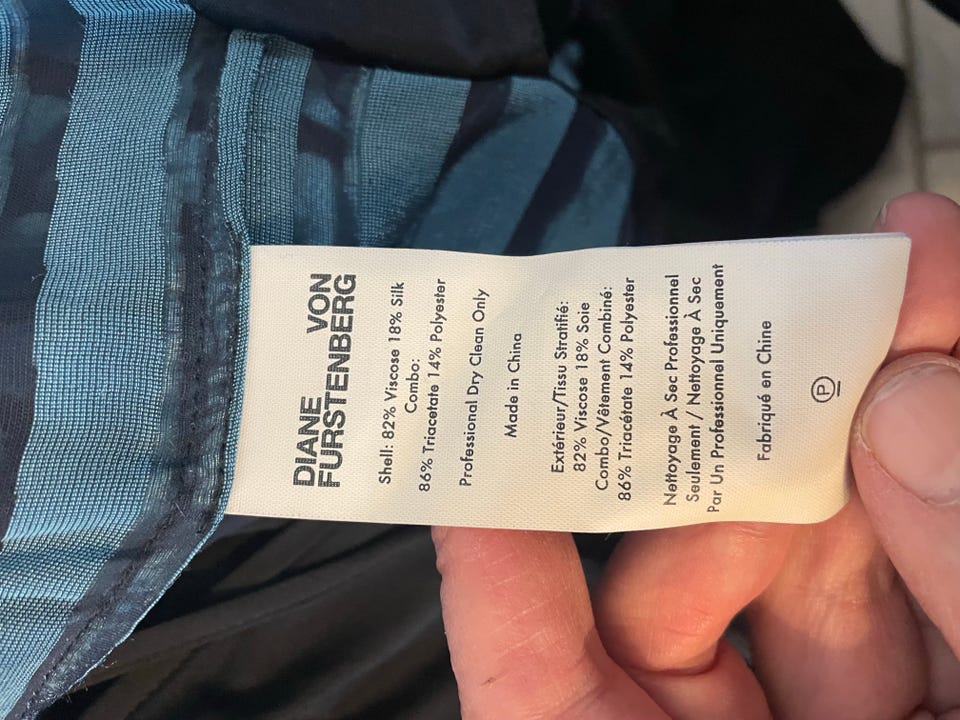 DIANE VON
FURSTENBERG
Shell: 82% Viscose 18% Silk
Combo:
86% Triacetate 14% Polyester
Professional Dry Clean Only
Made in China
Extérieur/Tissu Stratifié:
82% Viscose 18% Soie
Combo/Vêtement Combiné:
86% Triacétate 14% Polyester
Nettoyage À Sec Professionnel
Seulement / Nettoyage À Sec
Par Un Professionnel Uniquement
Fabriqué en Chine
P